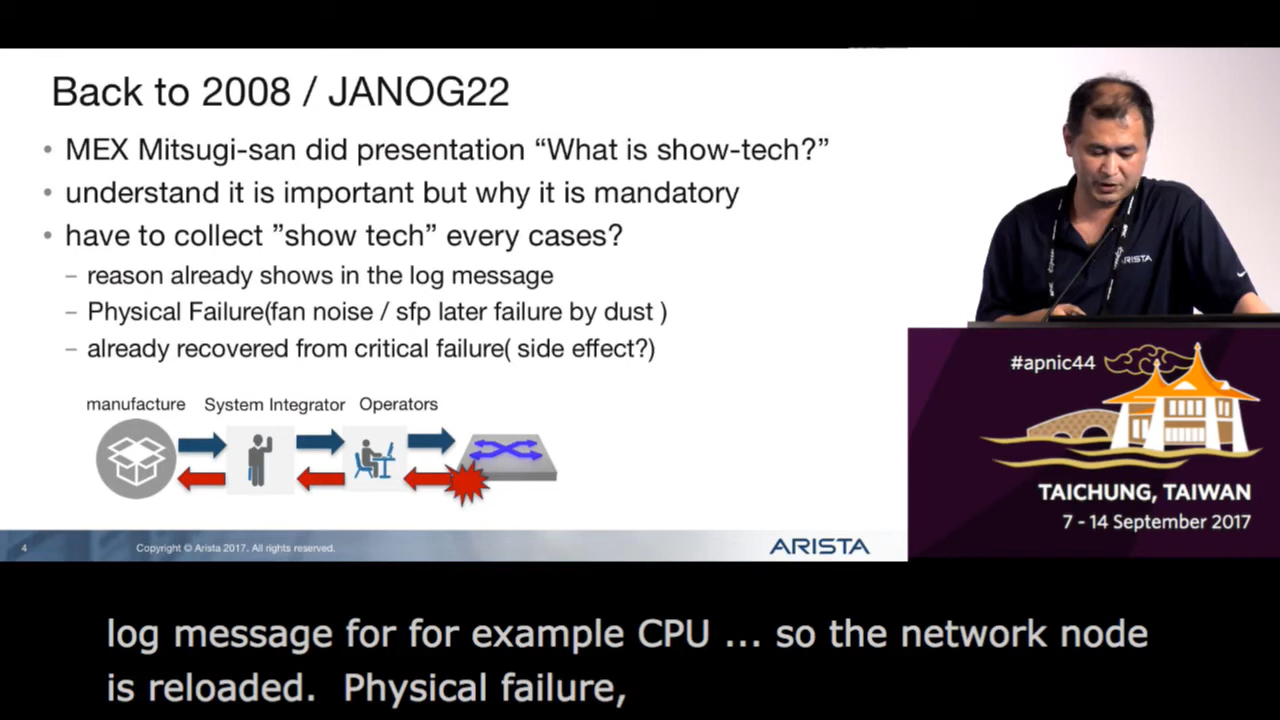 Back to 2008 / JANOG22
• MEX Mitsugi-san did presentation “What is show-tech?”
• understand it is important but why it is mandatory
• have to collect ”show tech” every cases?
– reason already shows in the log message
– Physical Failure(fan noise / sfp later failure by dust )
– already recovered from critical failure( side effect?)
manufacture System Integrator Operators
4 Copyright © Arista 2017. All rights reserved. ARISTA
ARISTA
#apnic44
TAICHUNG, TAIWAN
7 - 14 September 2017
log message for for example CPU ... so the network node
is reloaded. Physical failure,